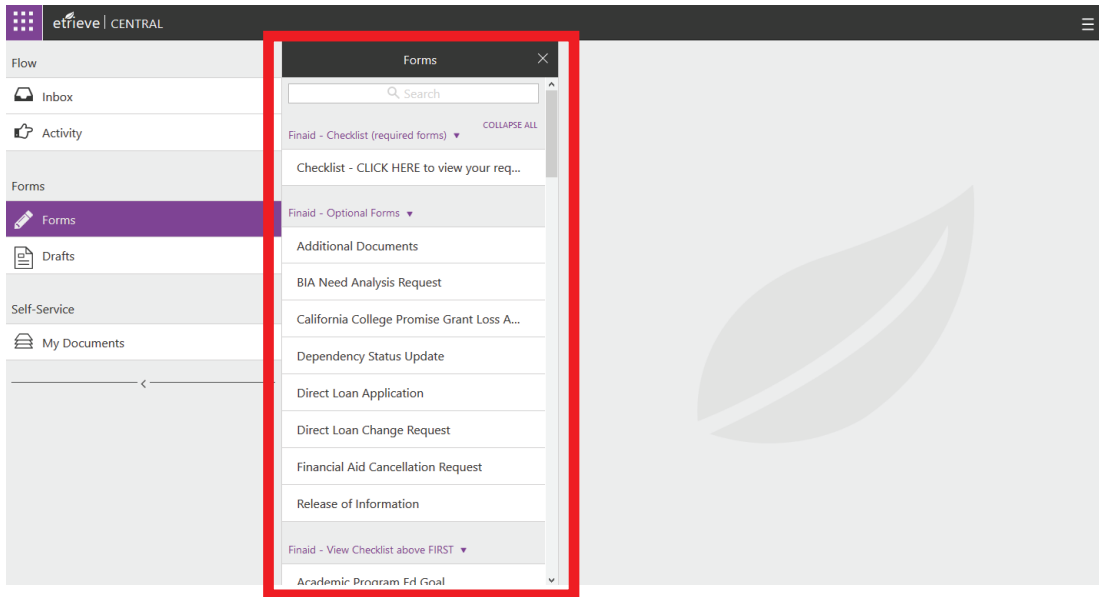 etrieve | CENTRAL
Flow
Inbox
Activity
Forms
Forms
Drafts
Self-Service
My Documents
Forms
Search
COLLAPSE ALL
Finaid - Checklist (required forms)
Checklist - CLICK HERE to view your req...
Finaid - Optional Forms
Additional Documents
BIA Need Analysis Request
California College Promise Grant Loss A...
Dependency Status Update
Direct Loan Application
Direct Loan Change Request
Financial Aid Cancellation Request
Release of Information
Finaid - View Checklist above FIRST
Academic Program Ed Goal